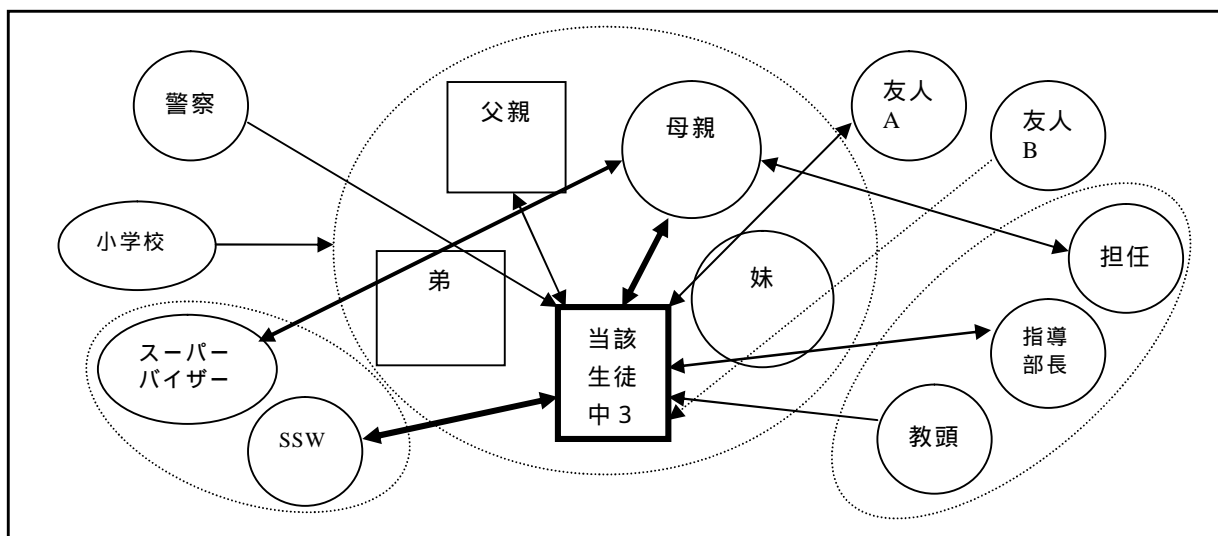 警察
父親
母親
友人
A
友人
B
小学校
弟
妹
担任
スーパー
バイザー
当該
生徒
中３
指導
部長
SSW
教頭